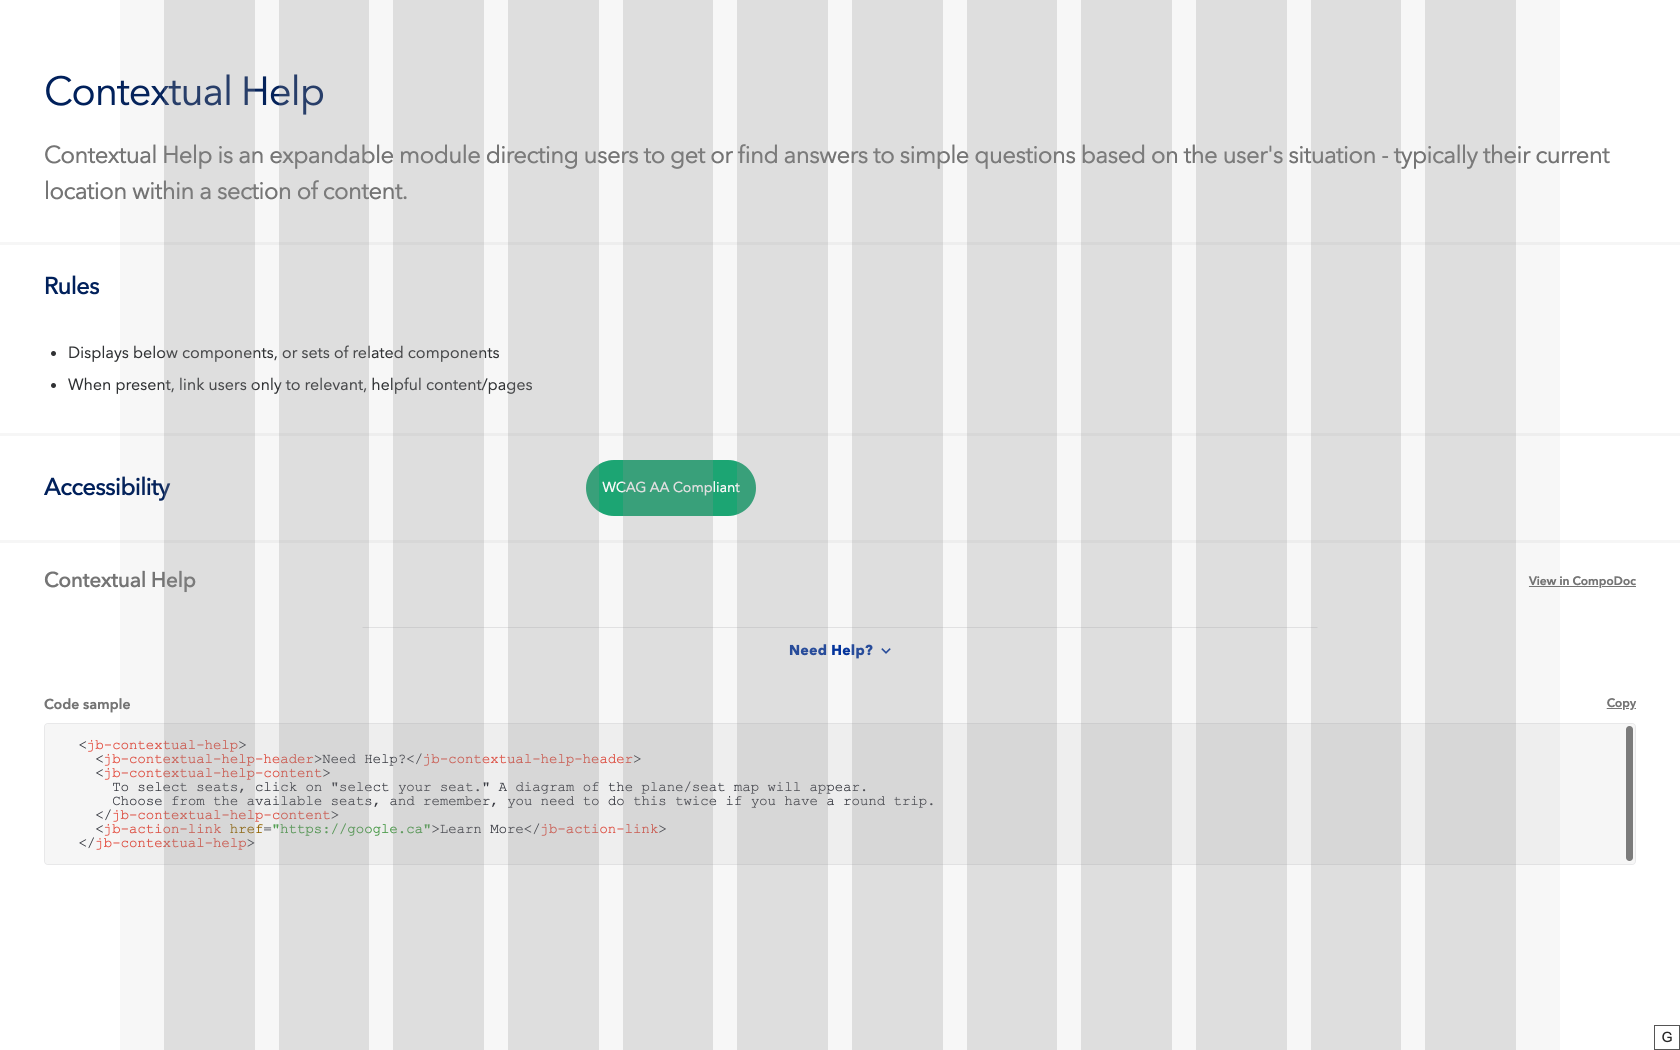 Contextual Help
Contextual Help is an expandable module directing users to get or find answers to simple questions based on the user's situation - typically their current
location within a section of content.
Rules
• Displays below components, or sets of related components
• When present, link users only to relevant, helpful content/pages
Accessibility
WCAG AA Compliant
Contextual Help
View in CompoDoc
Need Help?
Code sample
Copy
<jb-contextual-help>
<jb-contextual-help-header>Need Help?</jb-contextual-help-header>
<jb-contextual-help-content>
To select seats, click on "select your seat." A diagram of the plane/seat map will appear.
Choose from the available seats, and remember, you need to do this twice if you have a round trip.
</jb-contextual-help-content>
<jb-action-link href="https://google.ca">Learn More</jb-action-link>
</jb-contextual-help>
G